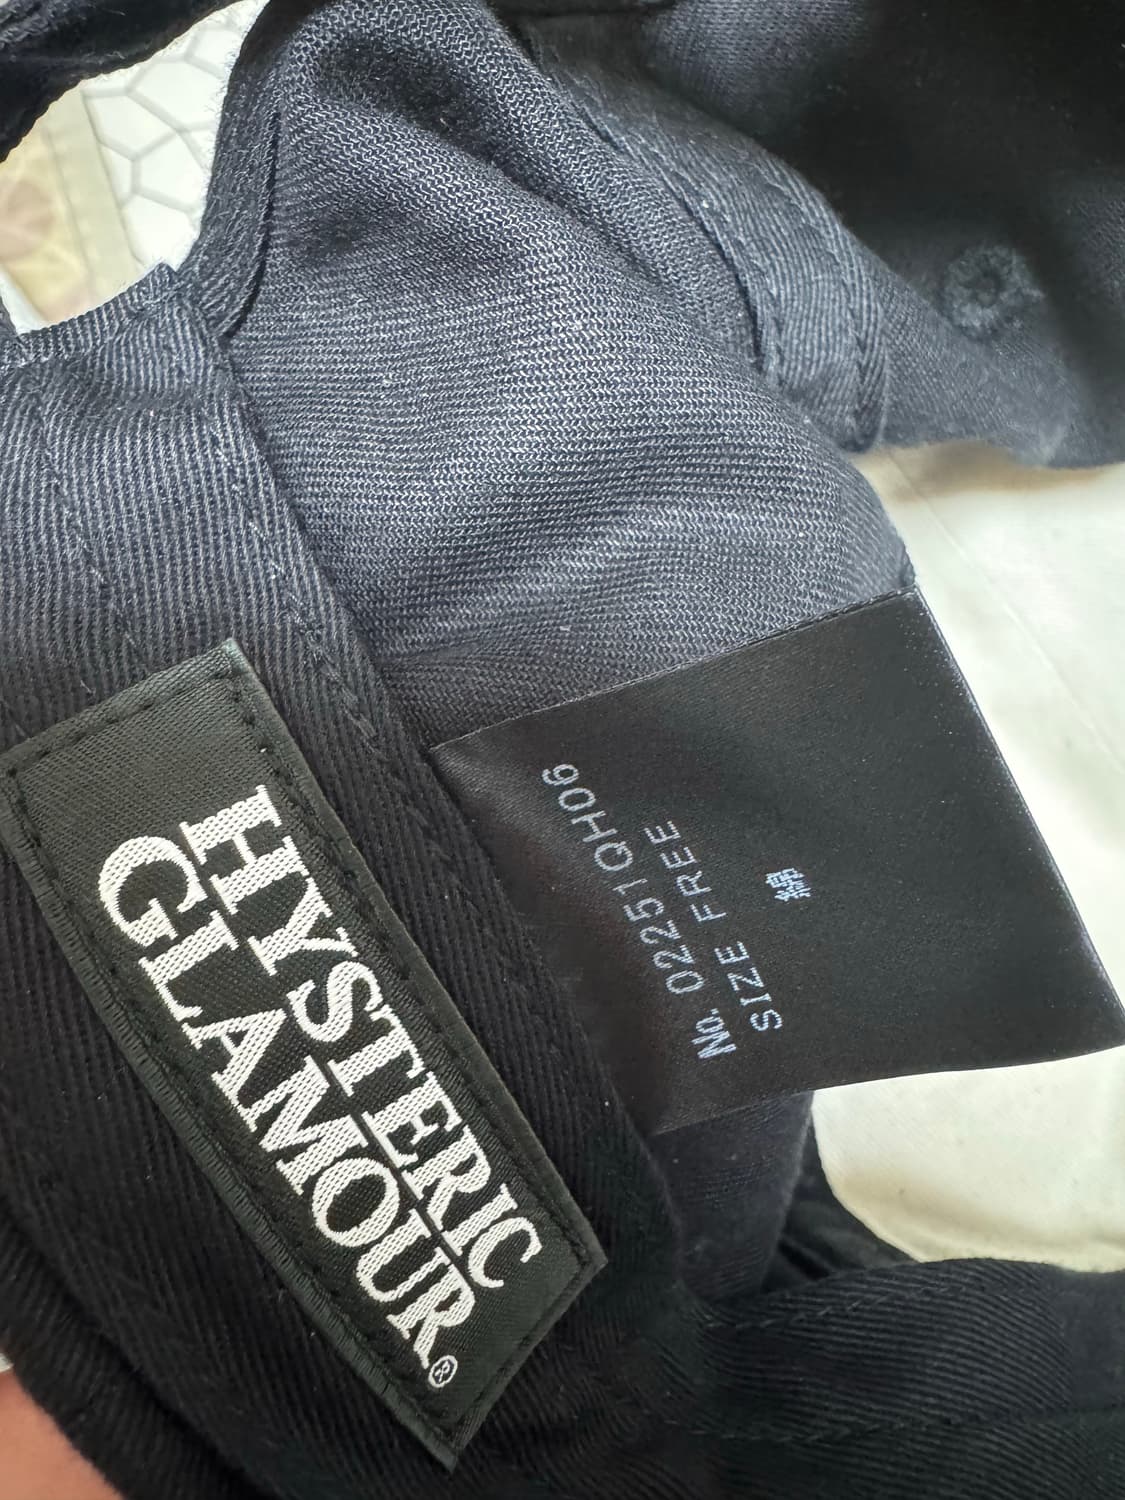 HYSTERIC
GLAMOUR®
No. 02251QH06
SIZE FREE
綿